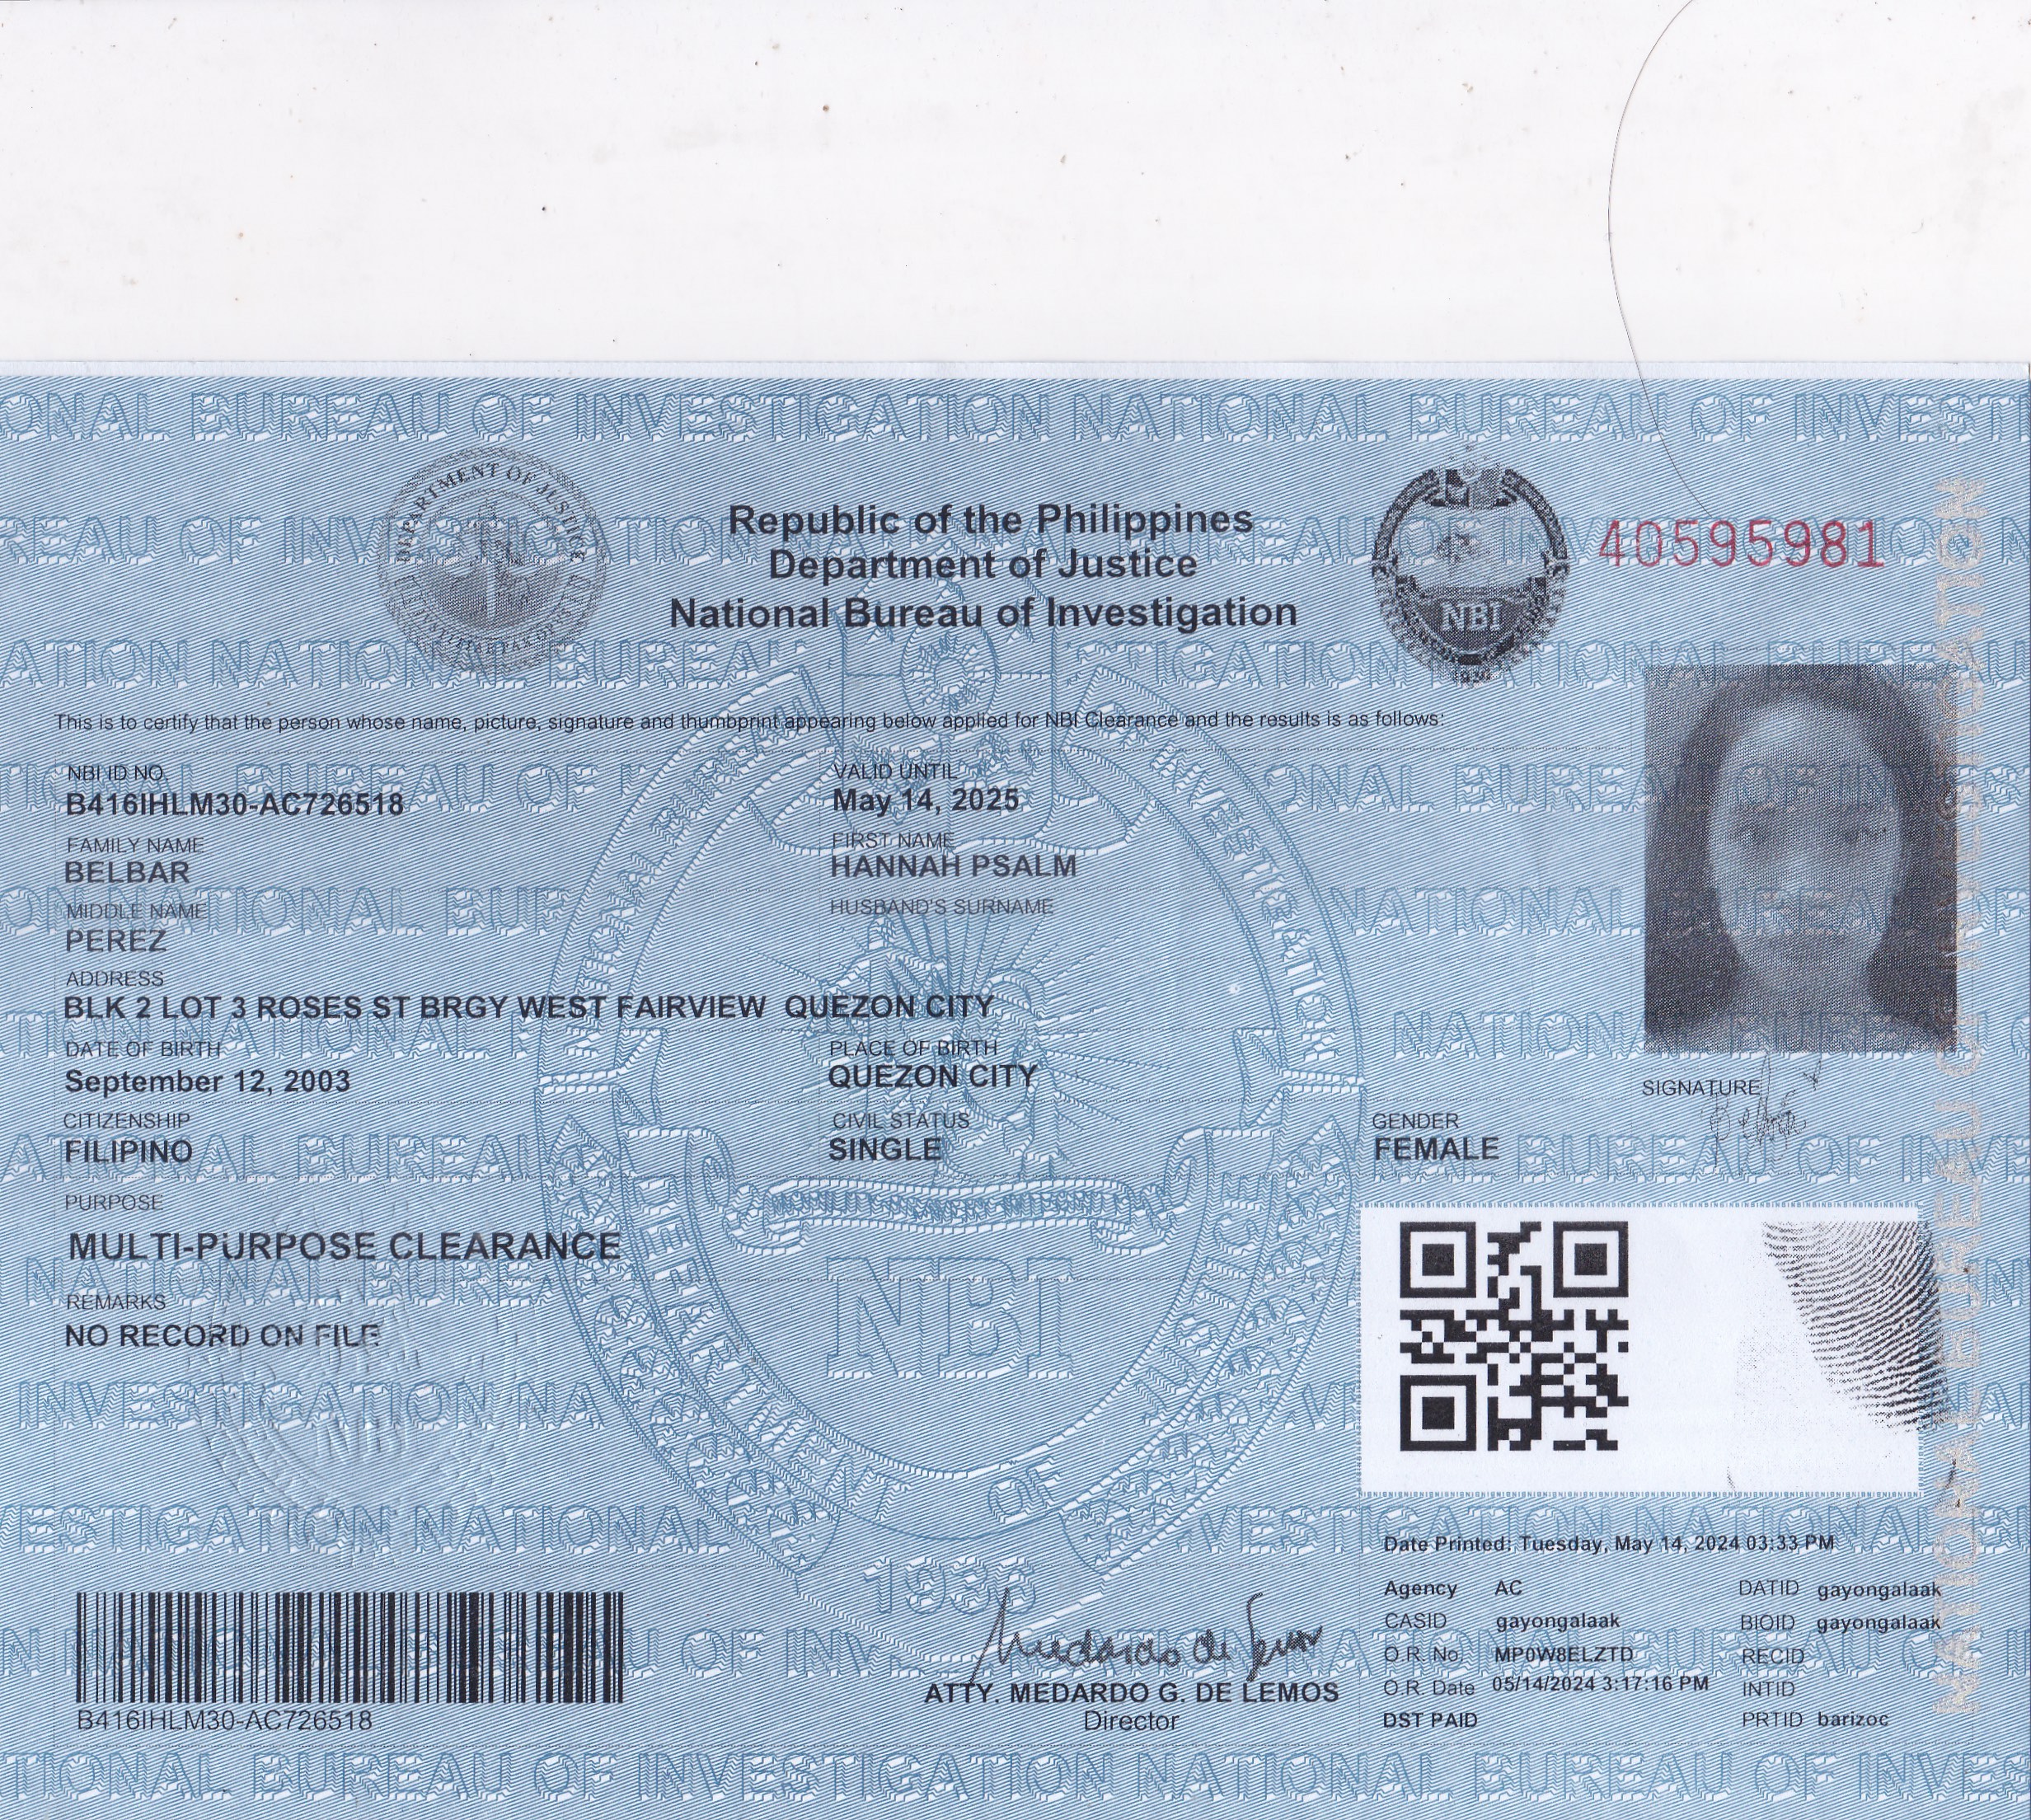 NATIONAL BUREAU OF INVESTIGATION
DEPARTMENT OF JUSTICE
Republic of the Philippines
Department of Justice
National Bureau of Investigation
NBI
40595981
This is to certify that the person whose name, picture, signature and thumbprint appearing below applied for NBI Clearance and the results is as follows:
NBI ID NO.
B416IHLM30-AC726518
VALID UNTIL
May 14, 2025
FAMILY NAME
BELBAR
FIRST NAME
HANNAH PSALM
MIDDLE NAME
PEREZ
HUSBAND'S SURNAME
ADDRESS
BLK 2 LOT 3 ROSES ST BRGY WEST FAIRVIEW QUEZON CITY
DATE OF BIRTH
September 12, 2003
PLACE OF BIRTH
QUEZON CITY
SIGNATURE
CITIZENSHIP
FILIPINO
CIVIL STATUS
SINGLE
GENDER
FEMALE
PURPOSE
MULTI-PURPOSE CLEARANCE
REMARKS
NO RECORD ON FILE
NBI
1936
Date Printed: Tuesday, May 14, 2024 03:33 PM
Agency AC DATID gayongalaak
CASID gayongalaak BIOID gayongalaak
O.R. No. MP0W8ELZTD RECID
O.R. Date 05/14/2024 3:17:16 PM INTID
DST PAID PRTID barizoc
B416IHLM30-AC726518
ATTY. MEDARDO G. DE LEMOS
Director